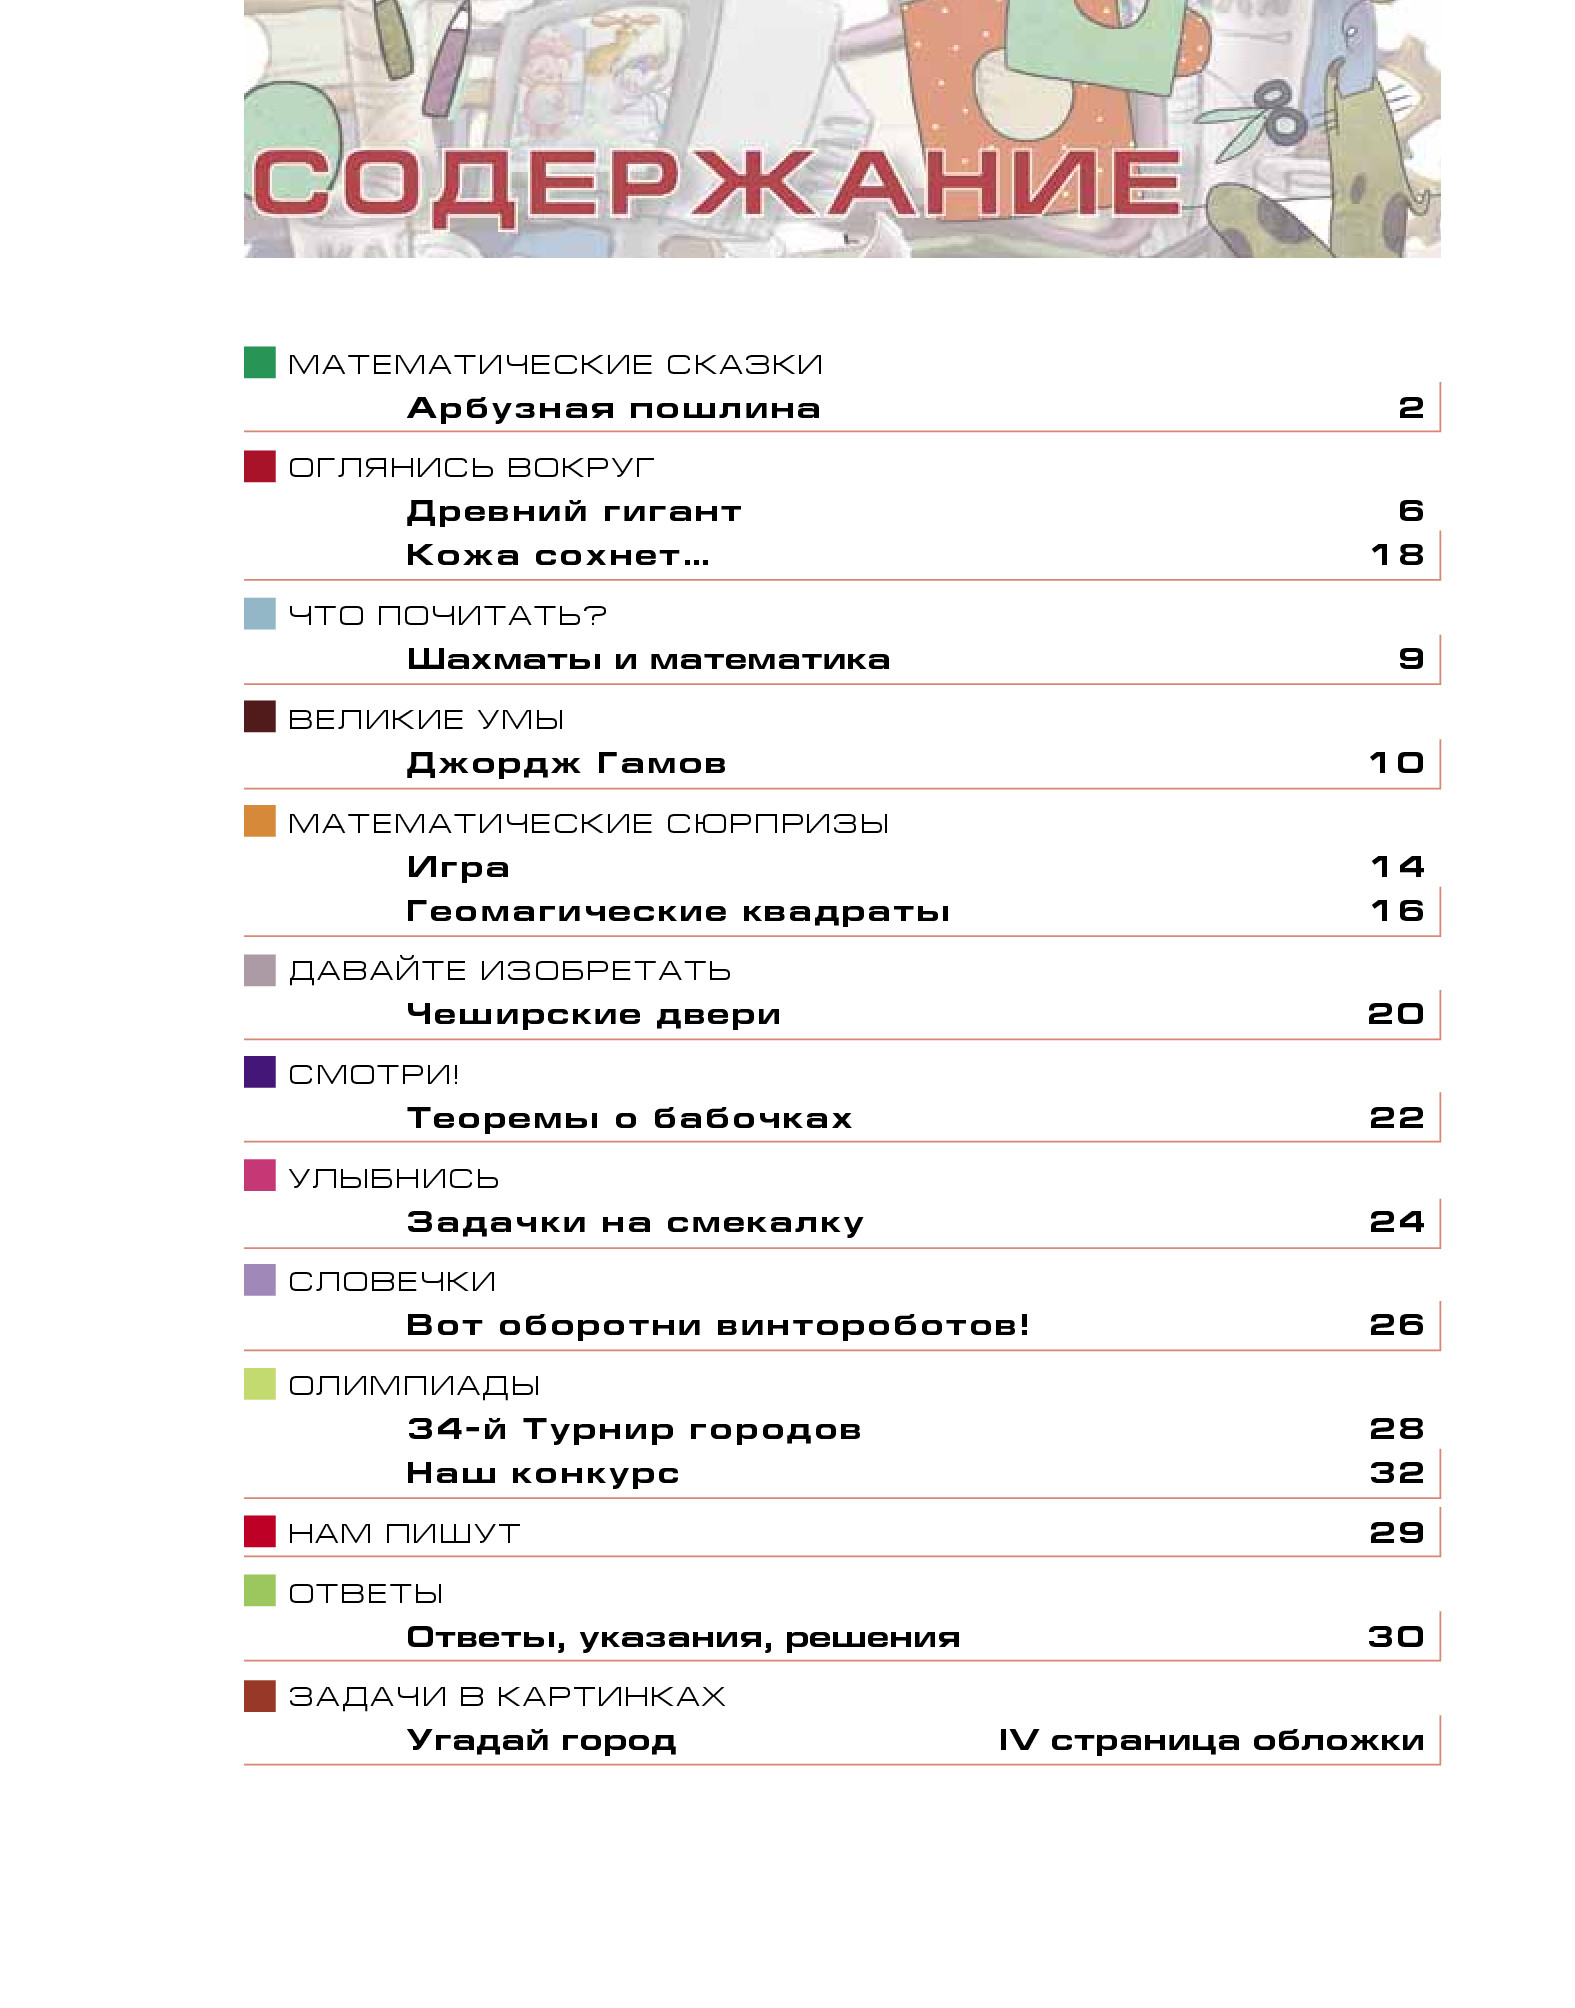 СОДЕРЖАНИЕ
МАТЕМАТИЧЕСКИЕ СКАЗКИ
Арбузная пошлина 2
ОГЛЯНИСЬ ВОКРУГ
Древний гигант 6
Кожа сохнет... 18
ЧТО ПОЧИТАТЬ?
Шахматы и математика 9
ВЕЛИКИЕ УМЫ
Джордж Гамов 10
МАТЕМАТИЧЕСКИЕ СЮРПРИЗЫ
Игра 14
Геомагические квадраты 16
ДАВАЙТЕ ИЗОБРЕТАТЬ
Чеширские двери 20
СМОТРИ!
Теоремы о бабочках 22
УЛЫБНИСЬ
Задачки на смекалку 24
СЛОВЕЧКИ
Вот оборотни винтороботов! 26
ОЛИМПИАДЫ
34-й Турнир городов 28
Наш конкурс 32
НАМ ПИШУТ 29
ОТВЕТЫ
Ответы, указания, решения 30
ЗАДАЧИ В КАРТИНКАХ
Угадай город IV страница обложки